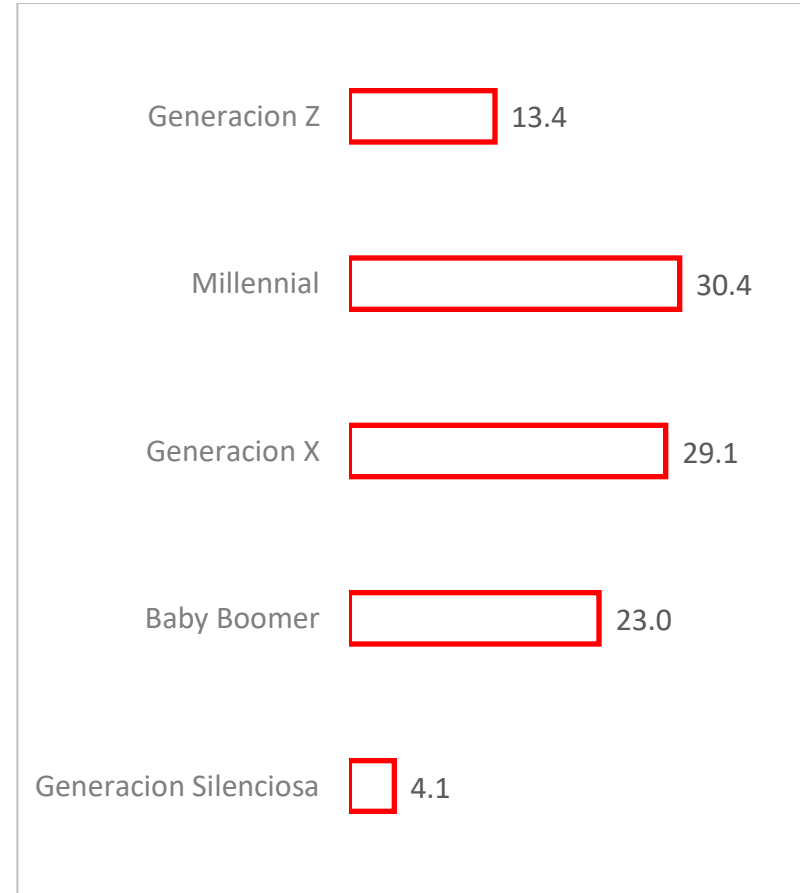 Generacion Z 13.4
Millennial 30.4
Generacion X 29.1
Baby Boomer 23.0
Generacion Silenciosa 4.1